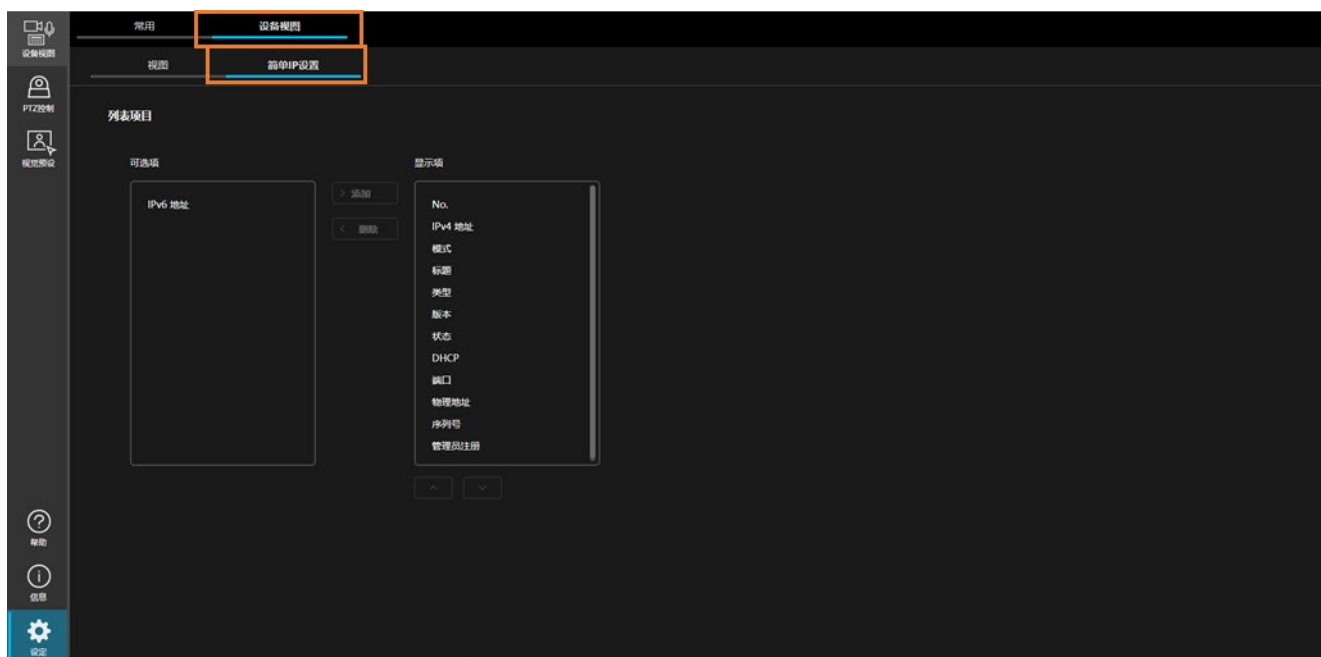 常用
设备视图
视图
简单IP设置
设备视图
PTZ控制
视觉预设
列表项目
可选项
显示项
IPv6 地址
> 添加
< 删除
No.
IPv4 地址
模式
标题
类型
版本
状态
DHCP
端口
物理地址
序列号
管理员注册
帮助
信息
设定